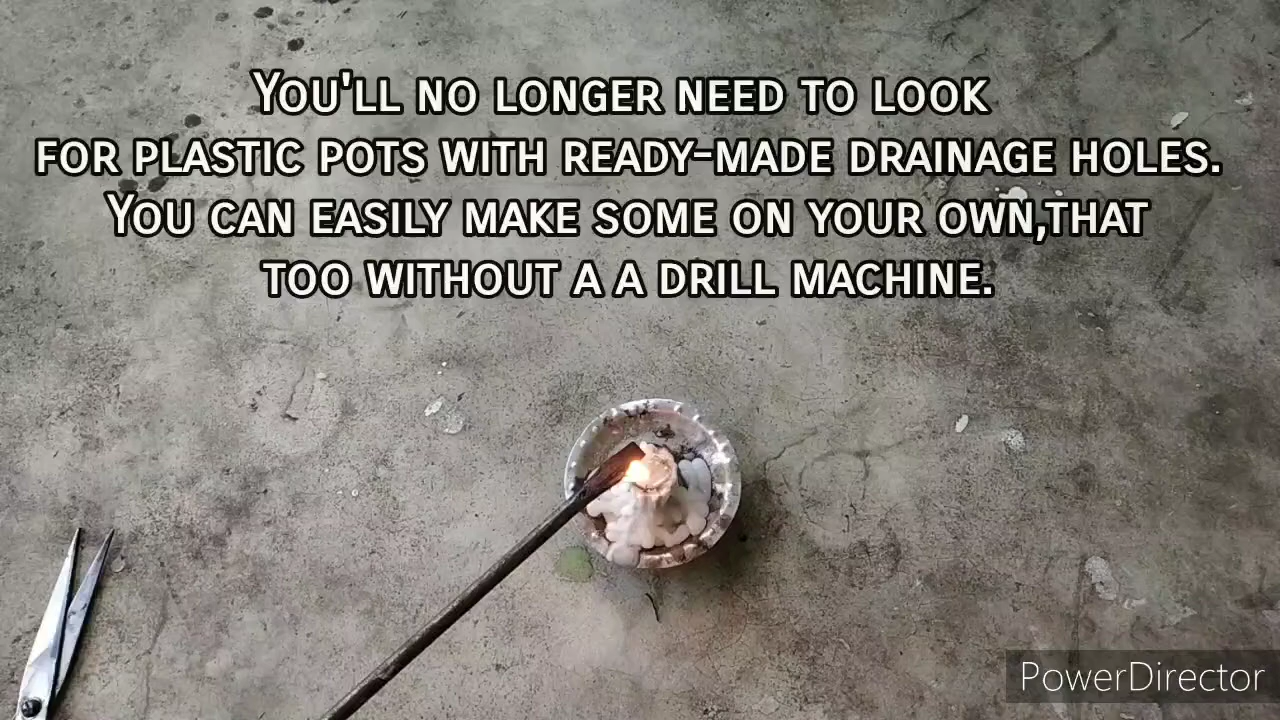 You'll no longer need to look
for plastic pots with ready-made drainage holes.
You can easily make some on your own,that
too without a a drill machine.
PowerDirector